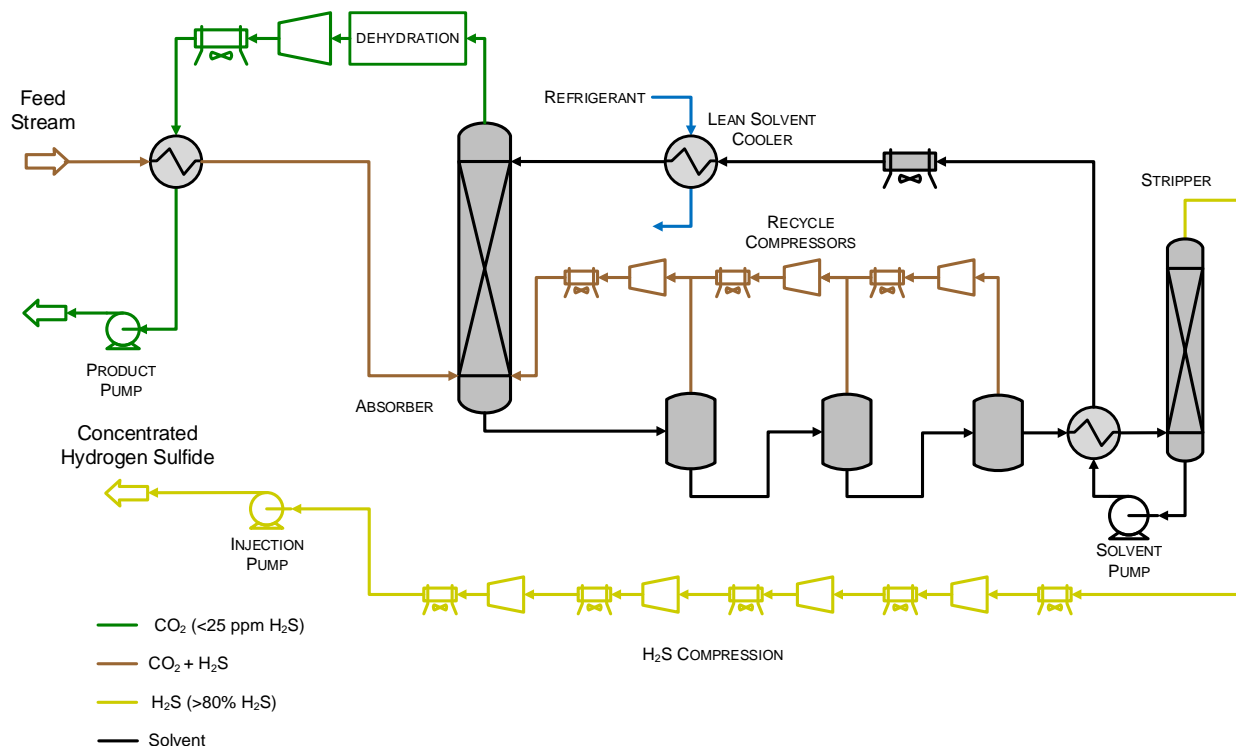 DEHYDRATION
Feed
Stream
REFRIGERANT
LEAN SOLVENT
COOLER
STRIPPER
RECYCLE
COMPRESSORS
PRODUCT
PUMP
ABSORBER
Concentrated
Hydrogen Sulfide
INJECTION
PUMP
SOLVENT
PUMP
CO₂ (<25 ppm H₂S)
CO₂ + H₂S
H₂S (>80% H₂S)
Solvent
H₂S COMPRESSION